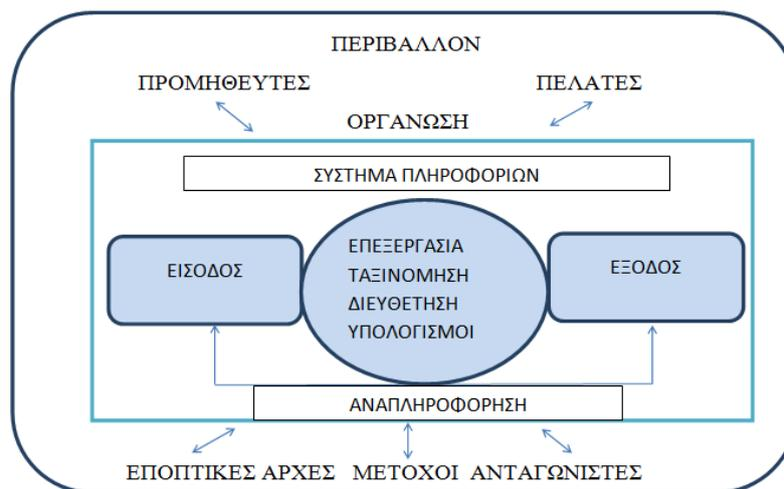 ΠΕΡΙΒΑΛΛΟΝ
ΠΡΟΜΗΘΕΥΤΕΣ ΠΕΛΑΤΕΣ
ΟΡΓΑΝΩΣΗ
ΣΥΣΤΗΜΑ ΠΛΗΡΟΦΟΡΙΩΝ
ΕΙΣΟΔΟΣ
ΕΠΕΞΕΡΓΑΣΙΑ
ΤΑΞΙΝΟΜΗΣΗ
ΔΙΕΥΘΕΤΗΣΗ
ΥΠΟΛΟΓΙΣΜΟΙ
ΕΞΟΔΟΣ
ΑΝΑΠΛΗΡΟΦΟΡΗΣΗ
ΕΠΟΠΤΙΚΕΣ ΑΡΧΕΣ ΜΕΤΟΧΟΙ ΑΝΤΑΓΩΝΙΣΤΕΣ